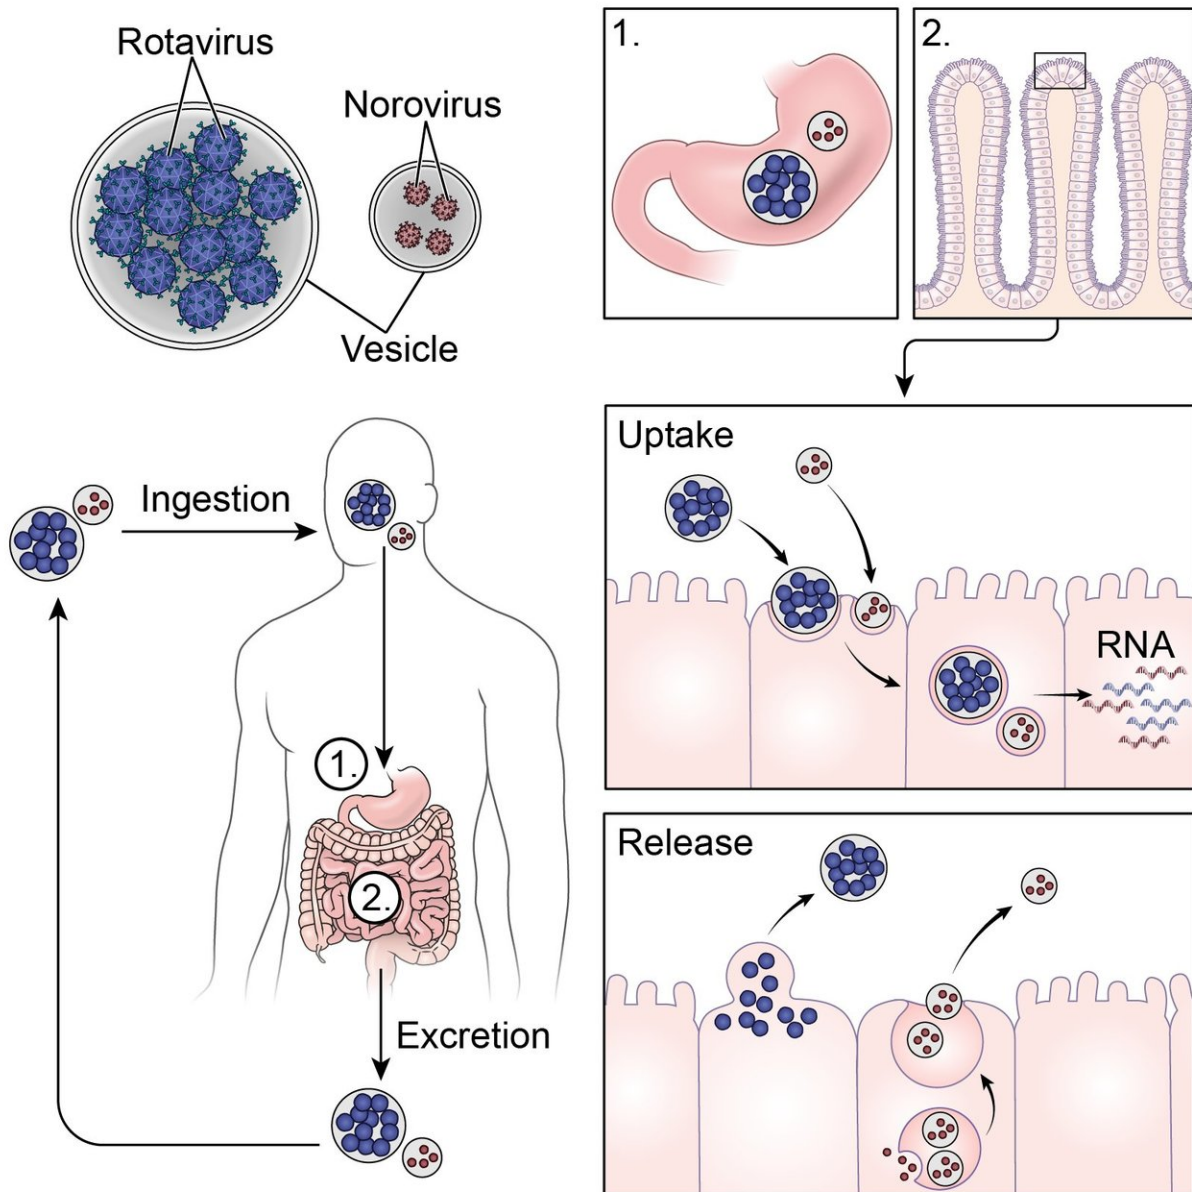 Rotavirus
Norovirus
Vesicle
1.
2.
Ingestion
1.
2.
Excretion
Uptake
RNA
Release